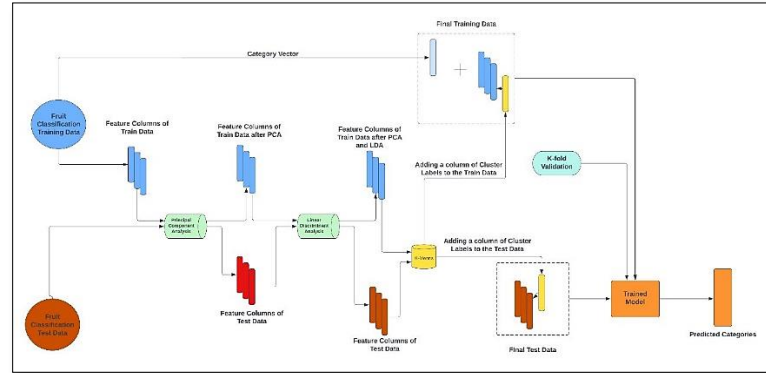 Final Training Data
Category Vector
Fruit
Classification
Training Data
Feature Columns of
Train Data
Feature Columns of
Train Data after PCA
Feature Columns of
Train Data after PCA
and LDA
Adding a column of Cluster
Labels to the Train Data
K-fold
Validation
Principal
Component
Analysis
Linear
Discriminant
Analysis
K-Means
Adding a column of Cluster
Labels to the Test Data
Fruit
Classification
Test Data
Feature Columns of
Test Data
Feature Columns of
Test Data
Final Test Data
Trained
Model
Predicted Categories